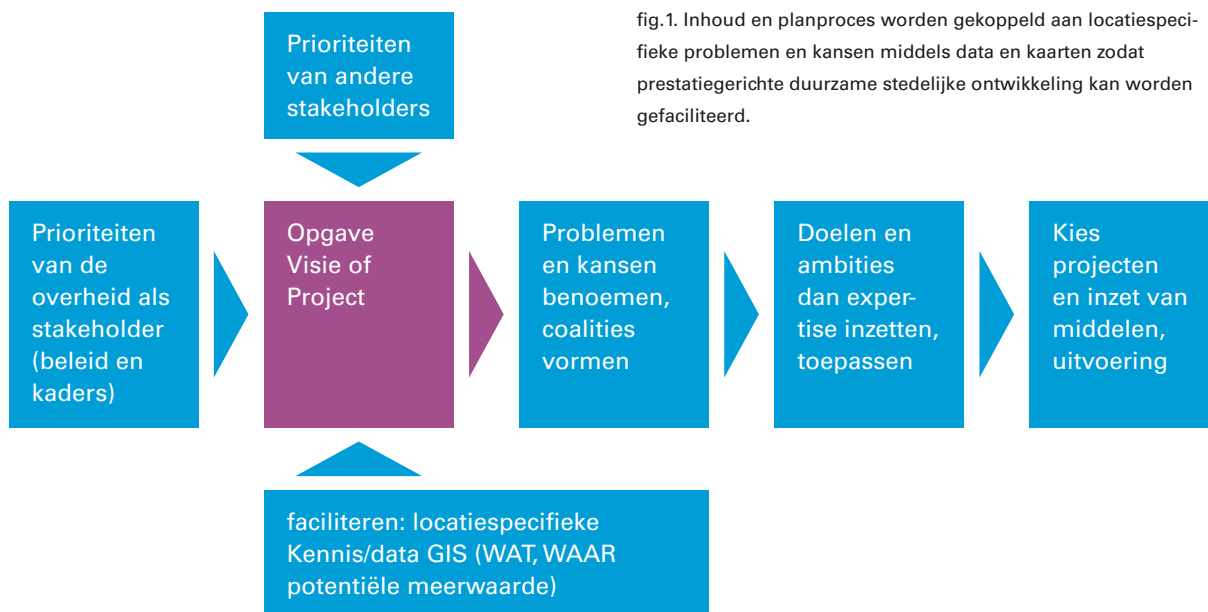 Prioriteiten
van andere
stakeholders
fig.1. Inhoud en planproces worden gekoppeld aan locatiespeci-
fieke problemen en kansen middels data en kaarten zodat
prestatiegerichte duurzame stedelijke ontwikkeling kan worden
gefaciliteerd.
Prioriteiten
van de
overheid als
stakeholder
(beleid en
kaders)
Opgave
Visie of
Project
Problemen
en kansen
benoemen,
coalities
vormen
Doelen en
ambities
dan exper-
tise inzetten,
toepassen
Kies
projecten
en inzet van
middelen,
uitvoering
faciliteren: locatiespecifieke
Kennis/data GIS (WAT, WAAR
potentiële meerwaarde)